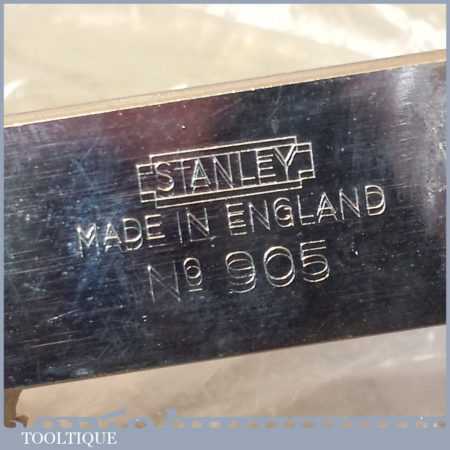 STANLEY
MADE IN ENGLAND
Nº 905
TOOLTIQUE